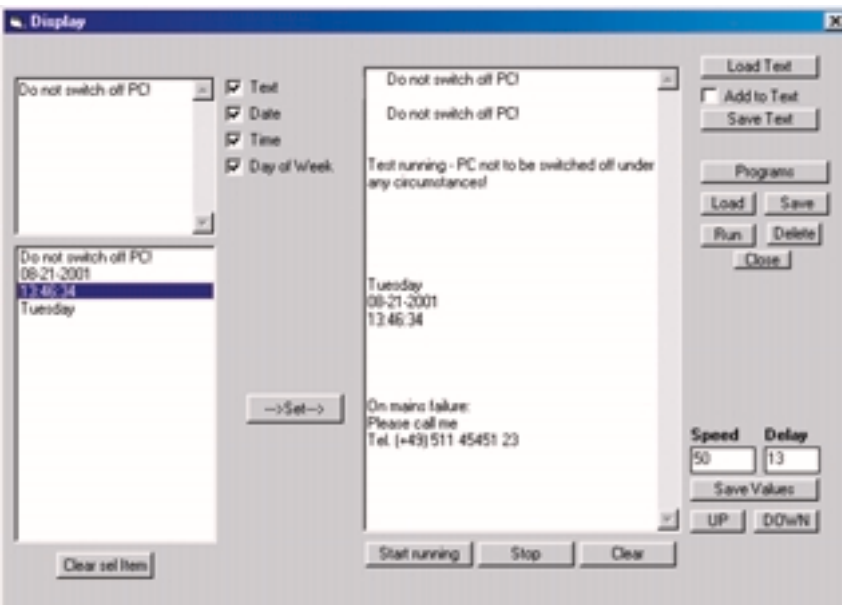 Display
Do not switch off PC!
Text
Date
Time
Day of Week
Do not switch off PC!
08-21-2001
13:46:34
Tuesday
Clear sel Item
-->Set-->
Do not switch off PC!
Do not switch off PC!
Test running - PC not to be switched off under
any circumstances!
Tuesday
08-21-2001
13:46:34
On mains failure:
Please call me
Tel. (+49) 511 45451 23
Start running
Stop
Clear
Load Text
Add to Text
Save Text
Programs
Load
Save
Run
Delete
Close
Speed
Delay
50
13
Save Values
UP
DOWN